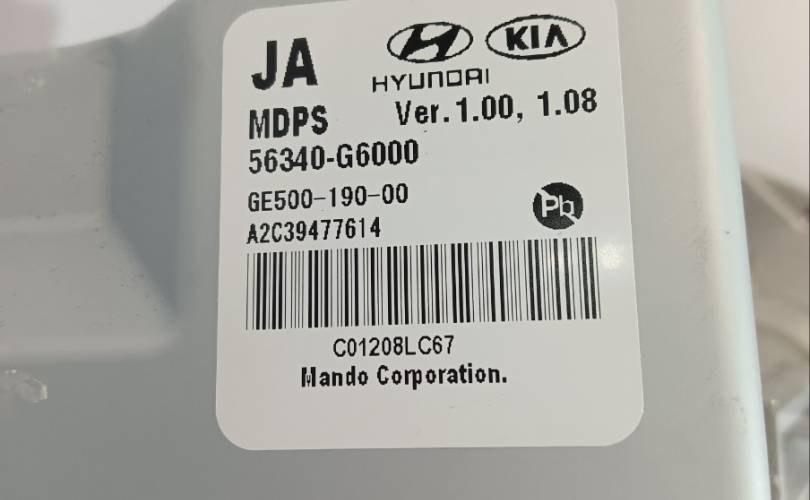 JA
HYUNDAI
KIA
MDPS
Ver.1.00, 1.08
56340-G6000
GE500-190-00
Pb
A2C39477614
C01208LC67
Mando Corporation.